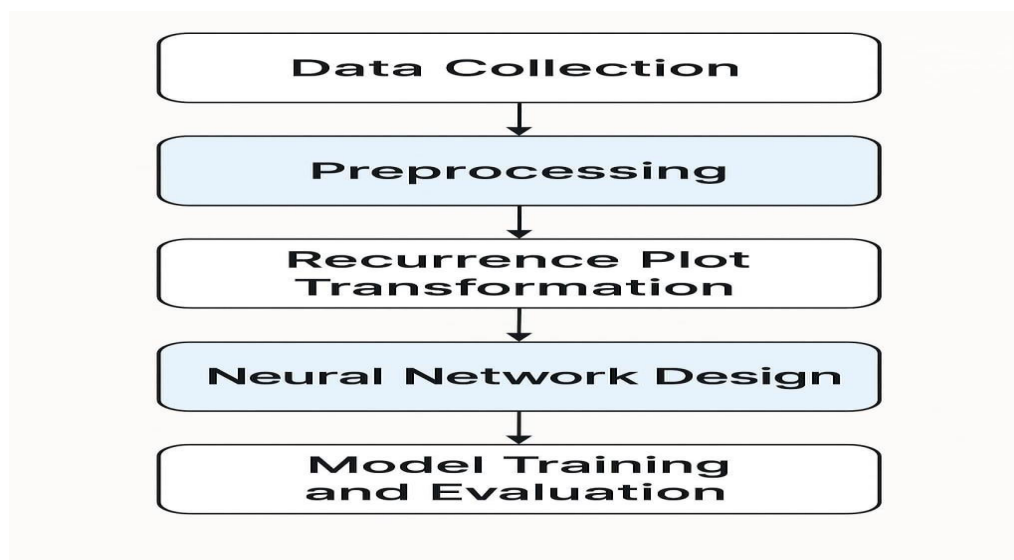 Data Collection
Preprocessing
Recurrence Plot
Transformation
Neural Network Design
Model Training
and Evaluation